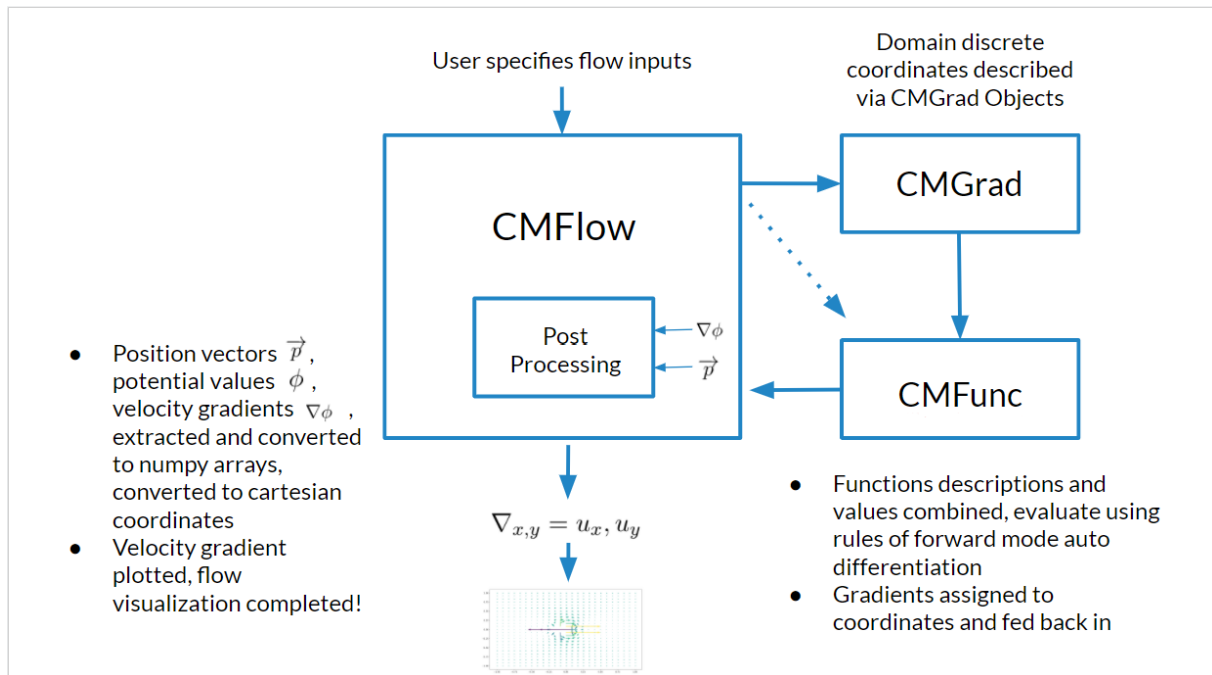 User specifies flow inputs
Domain discrete
coordinates described
via CMGrad Objects
CMFlow
CMGrad
Post
Processing
∇ϕ
p⃗
CMFunc
● Position vectors p⃗ ,
potential values ϕ ,
velocity gradients ∇ϕ ,
extracted and converted
to numpy arrays,
converted to cartesian
coordinates
● Velocity gradient
plotted, flow
visualization completed!
∇x,y = ux, uy
● Functions descriptions and
values combined, evaluate using
rules of forward mode auto
differentiation
● Gradients assigned to
coordinates and fed back in